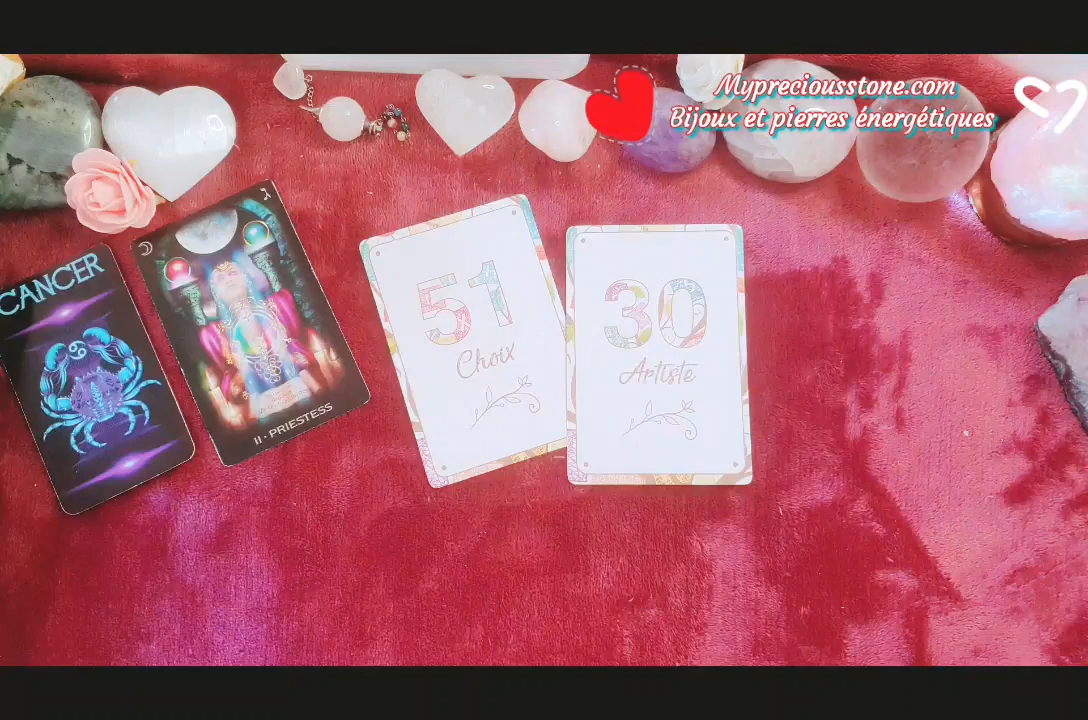 Mypreciousstone.com
Bijoux et pierres énergétiques
CANCER
II · PRIESTESS
51
Choix
30
Artiste